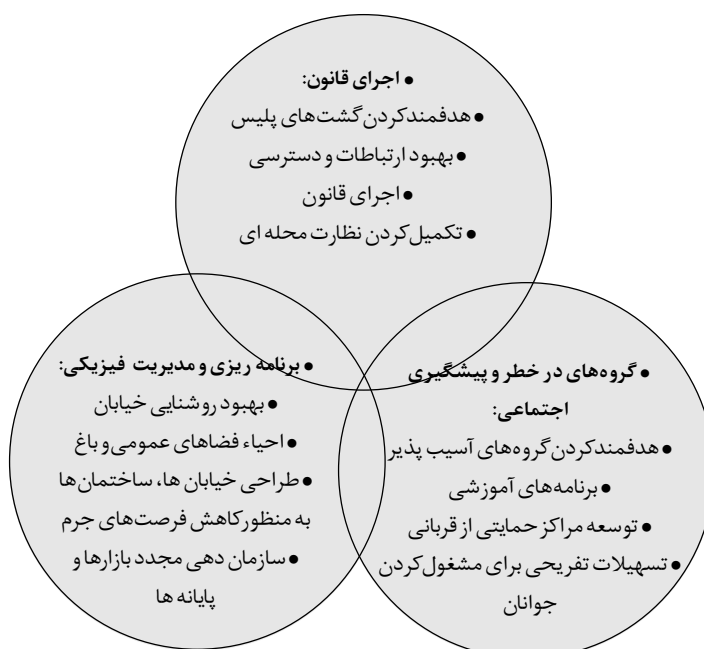 ● اجرای قانون:
● هدفمندکردن گشت‌های پلیس
● بهبود ارتباطات و دسترسی
● اجرای قانون
● تکمیل‌کردن نظارت محله ای
● گروه‌های در خطر و پیشگیری
اجتماعی:
● هدفمندکردن گروه‌های آسیب پذیر
● برنامه‌های آموزشی
● توسعه مراکز حمایتی از قربانی
● تسهیلات تفریحی برای مشغول‌کردن
جوانان
● برنامه ریزی و مدیریت فیزیکی:
● بهبود روشنایی خیابان
● احیاء فضاهای عمومی و باغ
● طراحی خیابان ها، ساختمان‌ها
به منظورکاهش فرصت‌های جرم
● سازمان دهی مجدد بازارها و
پایانه ها